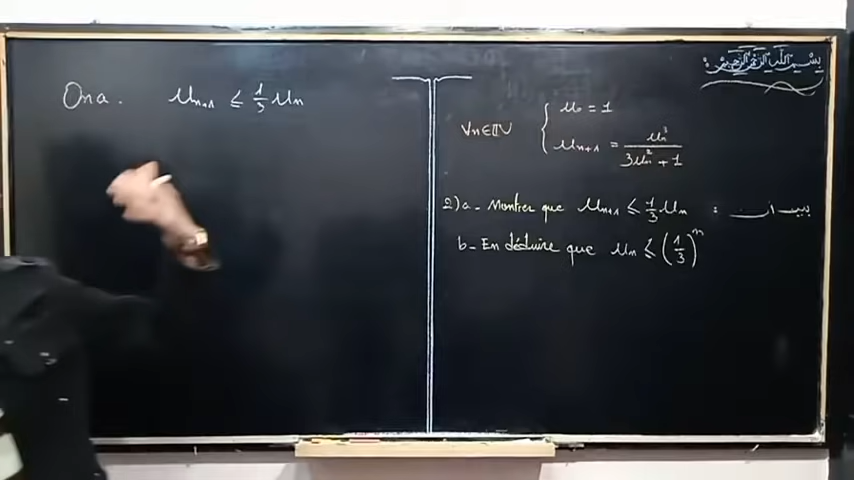 On a . Un+1 ≤ 1/3 Un
بسم الله الرحمن الرحيم
∀n∈ℕ { U0 = 1
Un+1 = Un³ / (3Un² + 1)
2) a - Montrer que Un+1 ≤ 1/3 Un :
b - En déduire que Un ≤ (1/3)^n